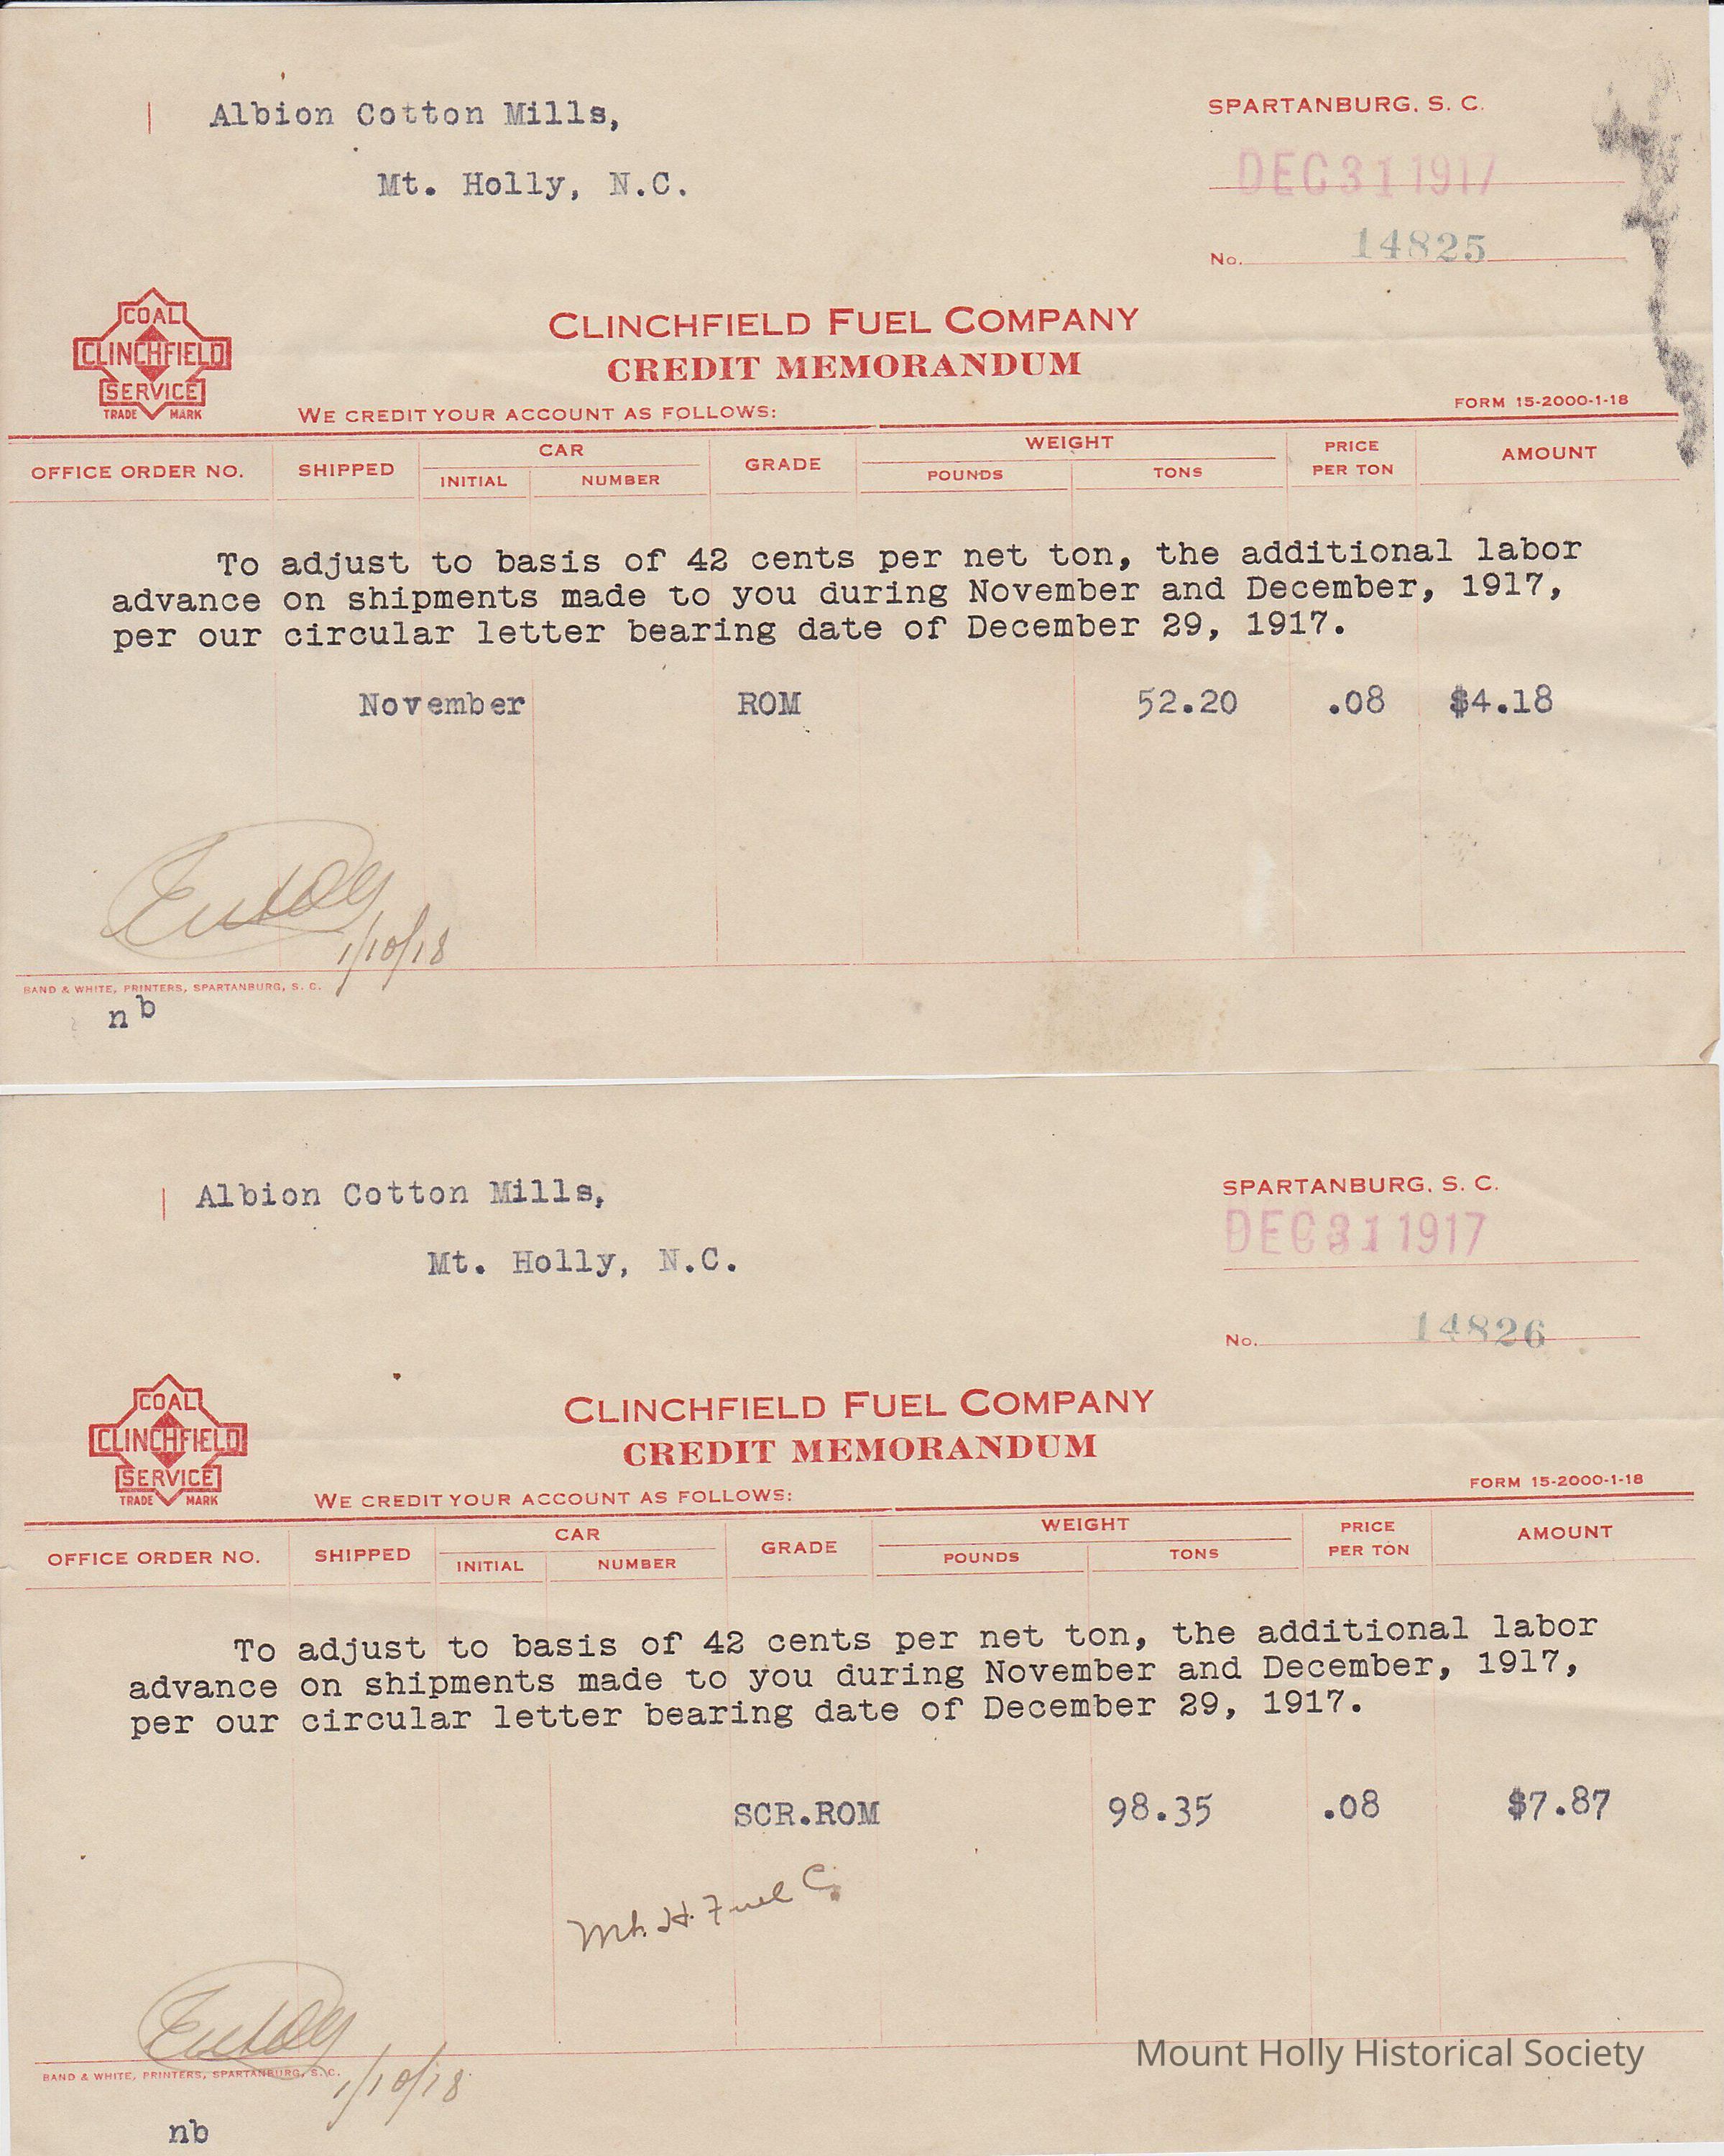 Albion Cotton Mills,
Mt. Holly, N.C.
SPARTANBURG, S. C.
DEC 31 1917
No. 14825
COAL
CLINCHFIELD
SERVICE
TRADE MARK
CLINCHFIELD FUEL COMPANY
CREDIT MEMORANDUM
WE CREDIT YOUR ACCOUNT AS FOLLOWS:
FORM 15-2000-1-18
OFFICE ORDER NO. SHIPPED CAR INITIAL NUMBER GRADE WEIGHT POUNDS TONS PRICE PER TON AMOUNT
To adjust to basis of 42 cents per net ton, the additional labor
advance on shipments made to you during November and December, 1917,
per our circular letter bearing date of December 29, 1917.
November ROM 52.20 .08 $4.18
1/10/18
BAND & WHITE, PRINTERS, SPARTANBURG, S. C.
nb
Albion Cotton Mills,
Mt. Holly, N.C.
SPARTANBURG, S. C.
DEC 31 1917
No. 14826
COAL
CLINCHFIELD
SERVICE
TRADE MARK
CLINCHFIELD FUEL COMPANY
CREDIT MEMORANDUM
WE CREDIT YOUR ACCOUNT AS FOLLOWS:
FORM 15-2000-1-18
OFFICE ORDER NO. SHIPPED CAR INITIAL NUMBER GRADE WEIGHT POUNDS TONS PRICE PER TON AMOUNT
To adjust to basis of 42 cents per net ton, the additional labor
advance on shipments made to you during November and December, 1917,
per our circular letter bearing date of December 29, 1917.
SCR.ROM 98.35 .08 $7.87
H. Fuel Co.
1/10/18
BAND & WHITE, PRINTERS, SPARTANBURG, S. C.
nb
Mount Holly Historical Society